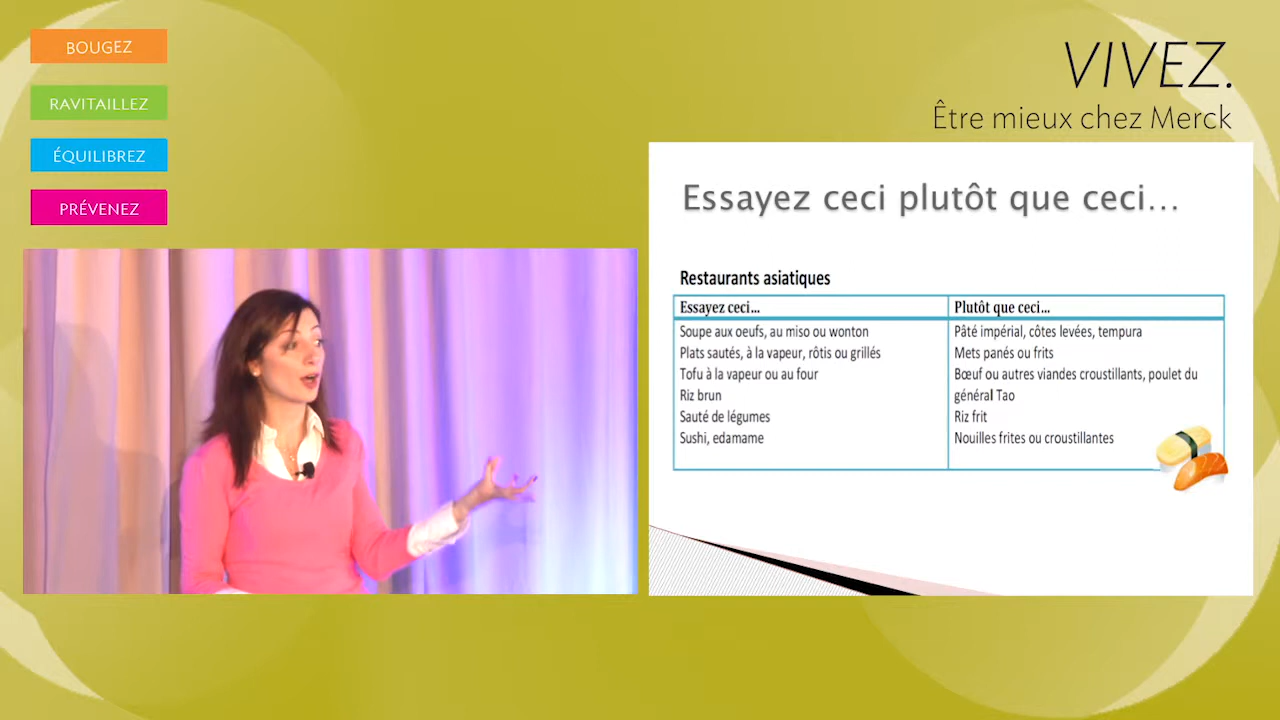 BOUGEZ
RAVITAILLEZ
ÉQUILIBREZ
PRÉVENEZ
VIVEZ.
Être mieux chez Merck
Essayez ceci plutôt que ceci...
Restaurants asiatiques
Essayez ceci...
Soupe aux oeufs, au miso ou wonton
Plats sautés, à la vapeur, rôtis ou grillés
Tofu à la vapeur ou au four
Riz brun
Sauté de légumes
Sushi, edamame
Plutôt que ceci...
Pâté impérial, côtes levées, tempura
Mets panés ou frits
Bœuf ou autres viandes croustillants, poulet du
général Tao
Riz frit
Nouilles frites ou croustillantes